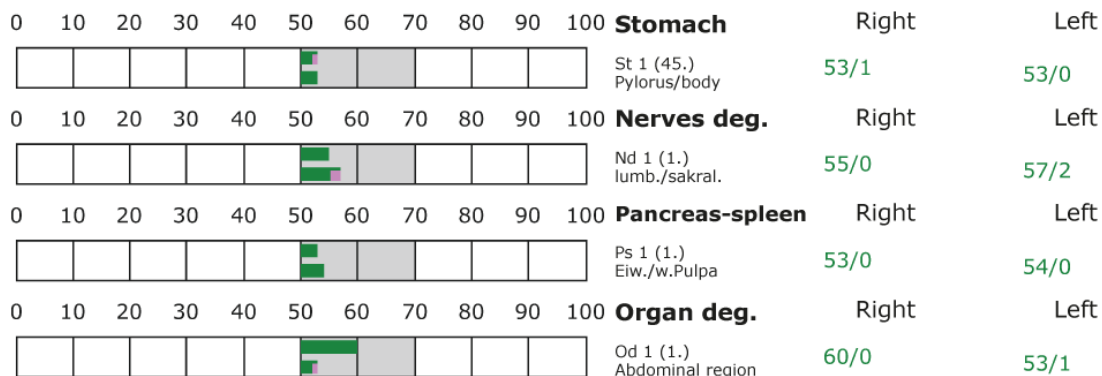 0 10 20 30 40 50 60 70 80 90 100 Stomach Right Left
St 1 (45.) 53/1 53/0
Pylorus/body
0 10 20 30 40 50 60 70 80 90 100 Nerves deg. Right Left
Nd 1 (1.) 55/0 57/2
lumb./sakral.
0 10 20 30 40 50 60 70 80 90 100 Pancreas-spleen Right Left
Ps 1 (1.) 53/0 54/0
Eiw./w.Pulpa
0 10 20 30 40 50 60 70 80 90 100 Organ deg. Right Left
Od 1 (1.) 60/0 53/1
Abdominal region